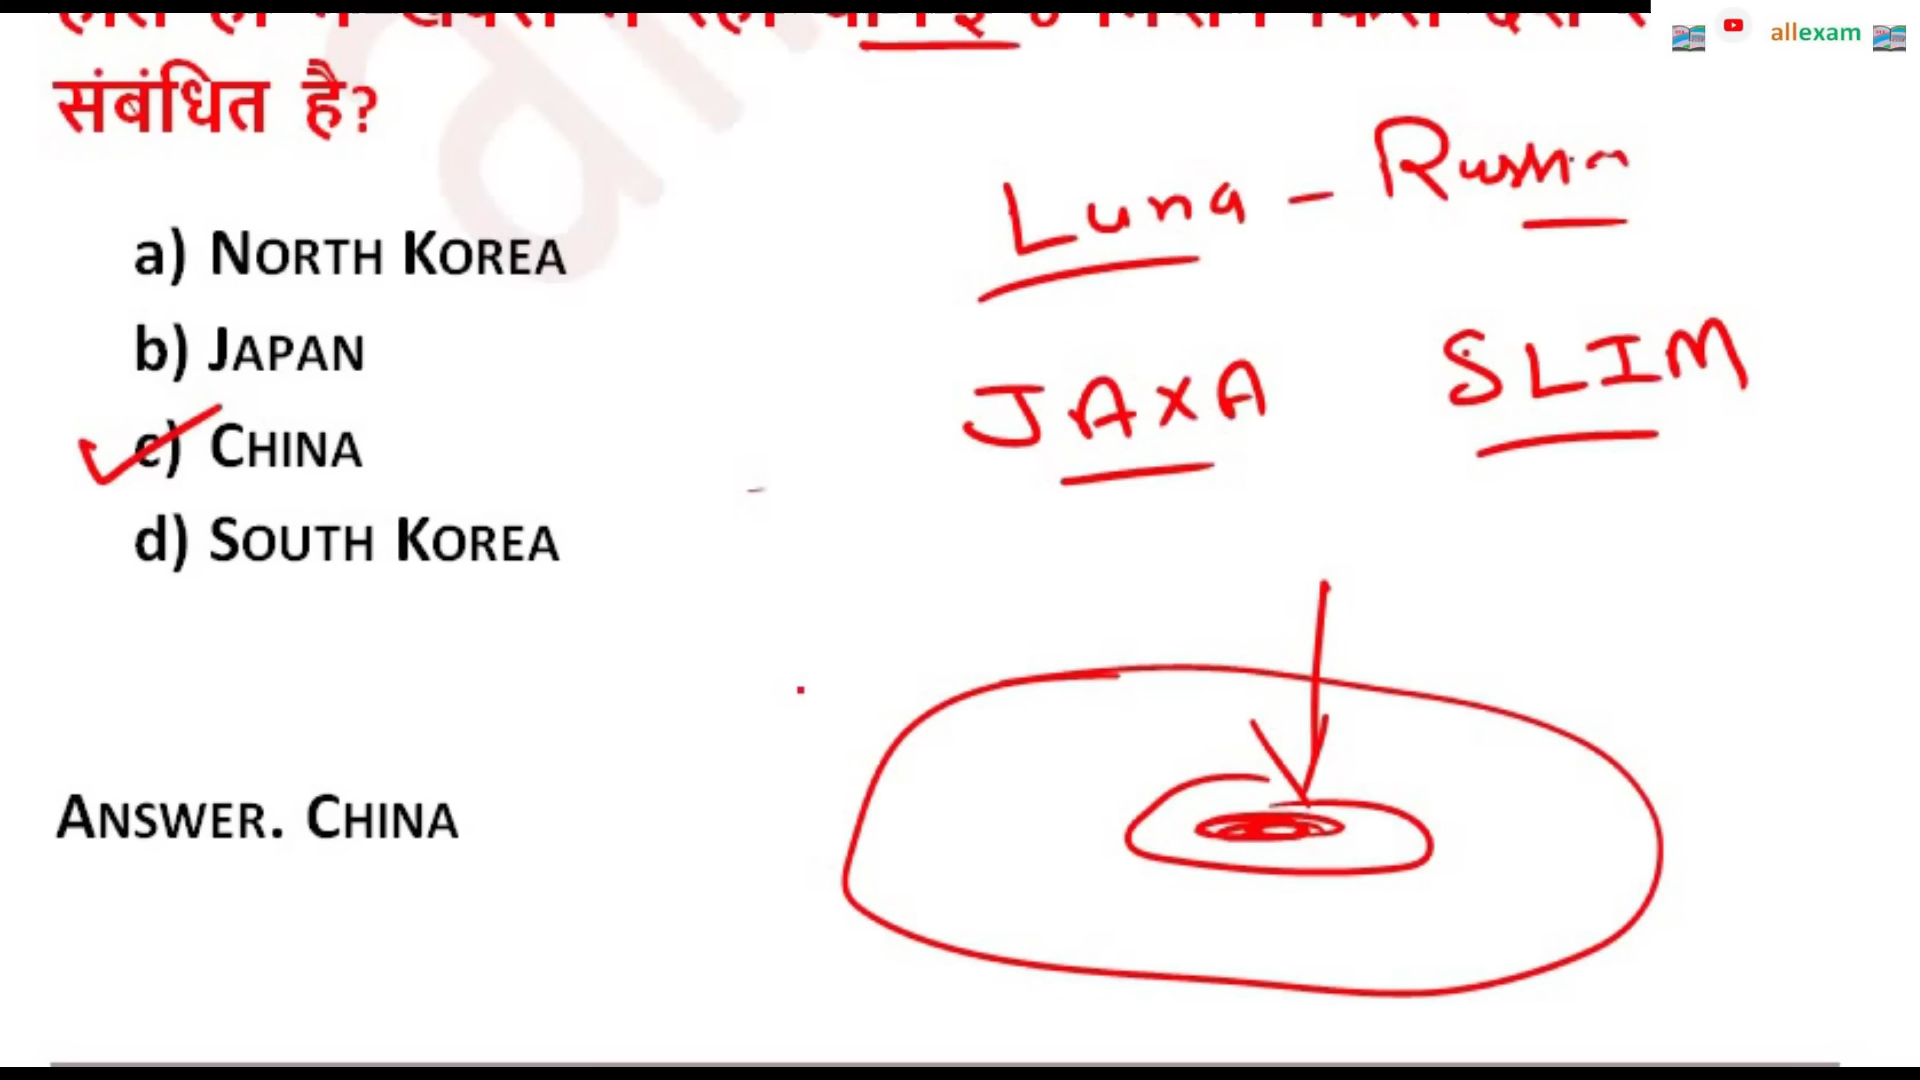 allexam
संबंधित है?
Luna - Russia
a) NORTH KOREA
b) JAPAN
JAXA SLIM
c) CHINA
d) SOUTH KOREA
ANSWER. CHINA